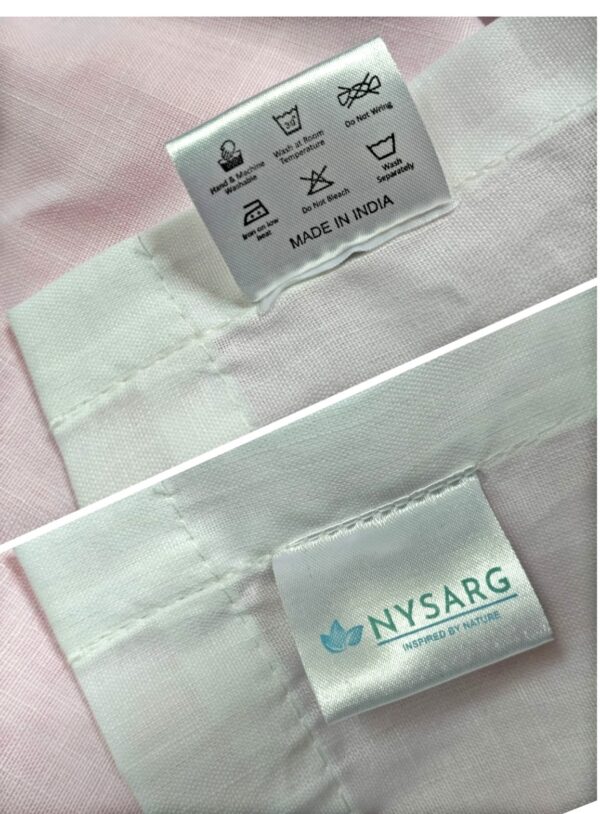 30
Do Not Wring
Wash at Room
Temperature
Hand & Machine
Washable
Wash
Separately
Do Not Bleach
Iron on low
heat
MADE IN INDIA
NYSARG
INSPIRED BY NATURE